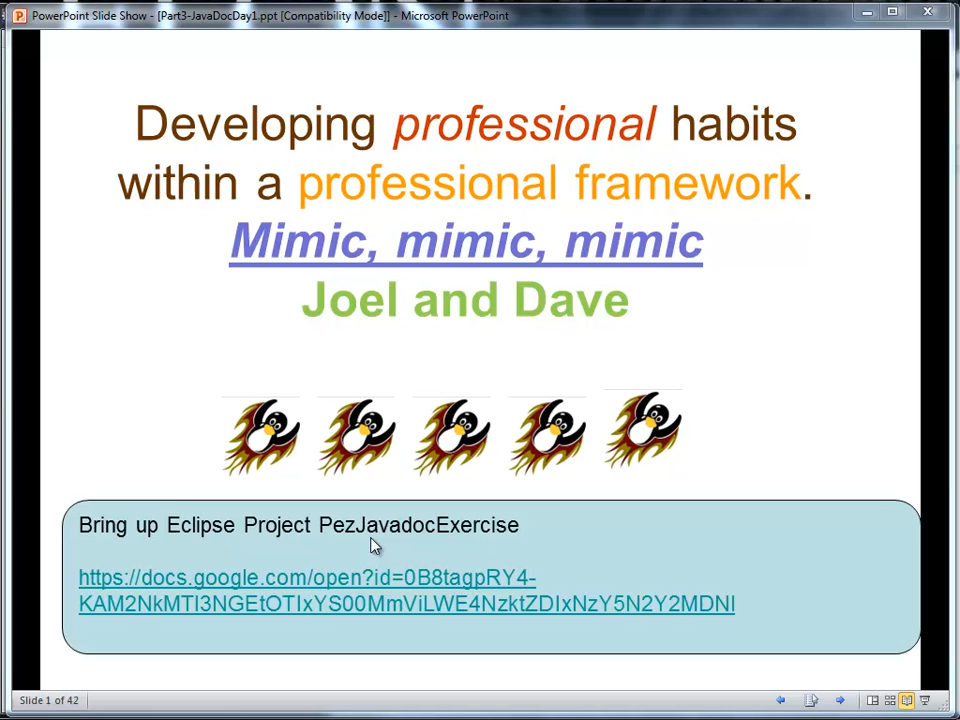 PowerPoint Slide Show - [Part3-JavaDocDay1.ppt [Compatibility Mode]] - Microsoft PowerPoint
Developing professional habits
within a professional framework.
Mimic, mimic, mimic
Joel and Dave
Bring up Eclipse Project PezJavadocExercise
https://docs.google.com/open?id=0B8tagpRY4-
KAM2NkMTI3NGEtOTIxYS00MmViLWE4NzktZDIxNzY5N2Y2MDNl
Slide 1 of 42